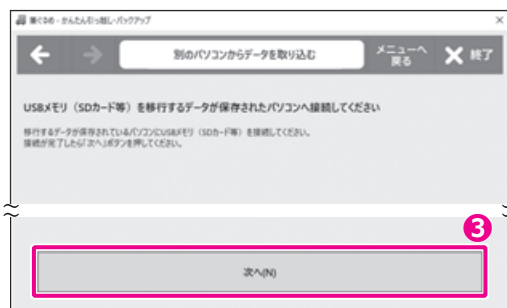 筆ぐるめ - かんたん引っ越し・バックアップ
別のパソコンからデータを取り込む
メニューへ
戻る
終了
USBメモリ（SDカード等）を移行するデータが保存されたパソコンへ接続してください
移行するデータが保存されているパソコンにUSBメモリ（SDカード等）を接続してください。
接続が完了したら「次へ」ボタンを押してください。
3
次へ(N)